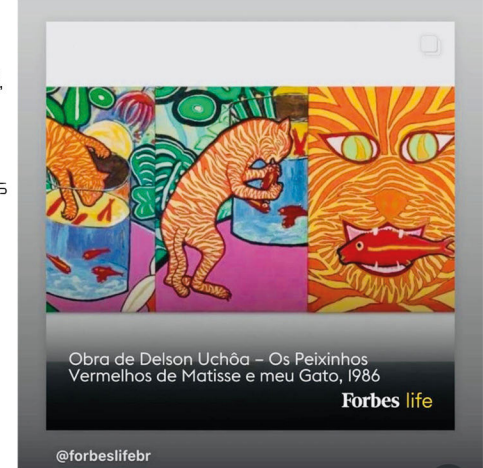 Obra de Delson Uchôa – Os Peixinhos
Vermelhos de Matisse e meu Gato, 1986
Forbes life
@forbeslifebr